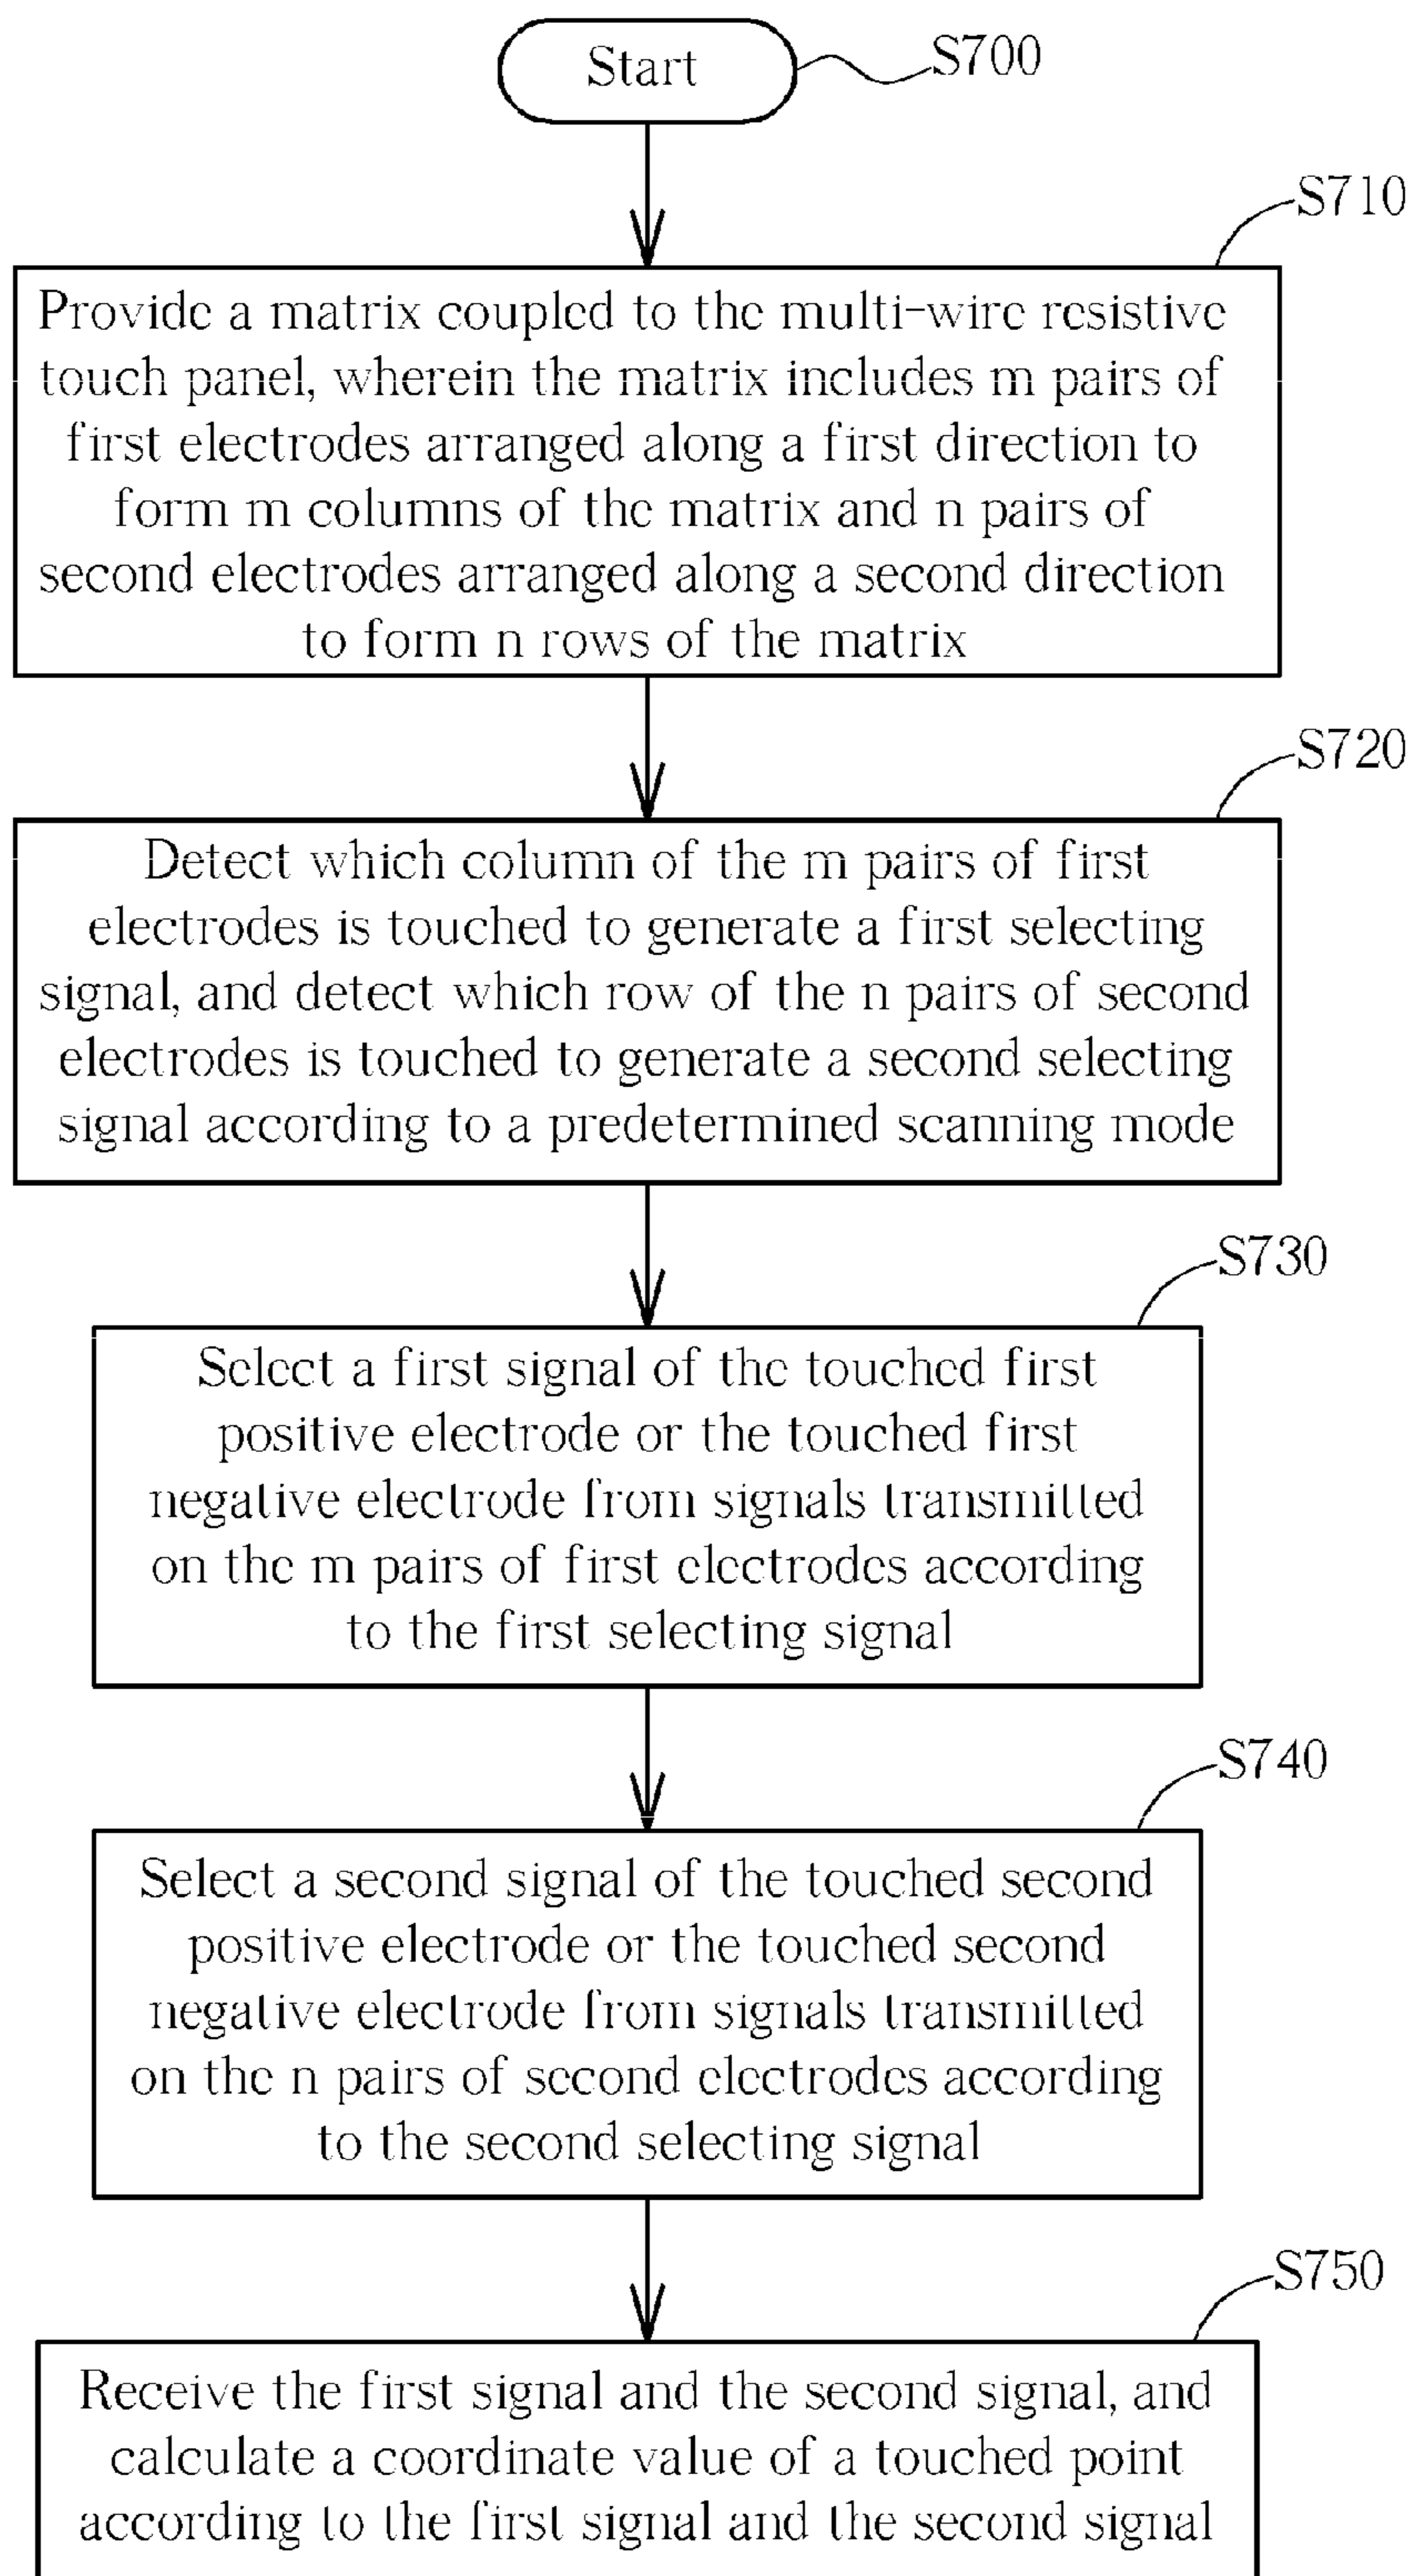 Start
S700
S710
Provide a matrix coupled to the multi-wire resistive
touch panel, wherein the matrix includes m pairs of
first electrodes arranged along a first direction to
form m columns of the matrix and n pairs of
second electrodes arranged along a second direction
to form n rows of the matrix
S720
Detect which column of the m pairs of first
electrodes is touched to generate a first selecting
signal, and detect which row of the n pairs of second
electrodes is touched to generate a second selecting
signal according to a predetermined scanning mode
S730
Select a first signal of the touched first
positive electrode or the touched first
negative electrode from signals transmitted
on the m pairs of first electrodes according
to the first selecting signal
S740
Select a second signal of the touched second
positive electrode or the touched second
negative electrode from signals transmitted
on the n pairs of second electrodes according
to the second selecting signal
S750
Receive the first signal and the second signal, and
calculate a coordinate value of a touched point
according to the first signal and the second signal